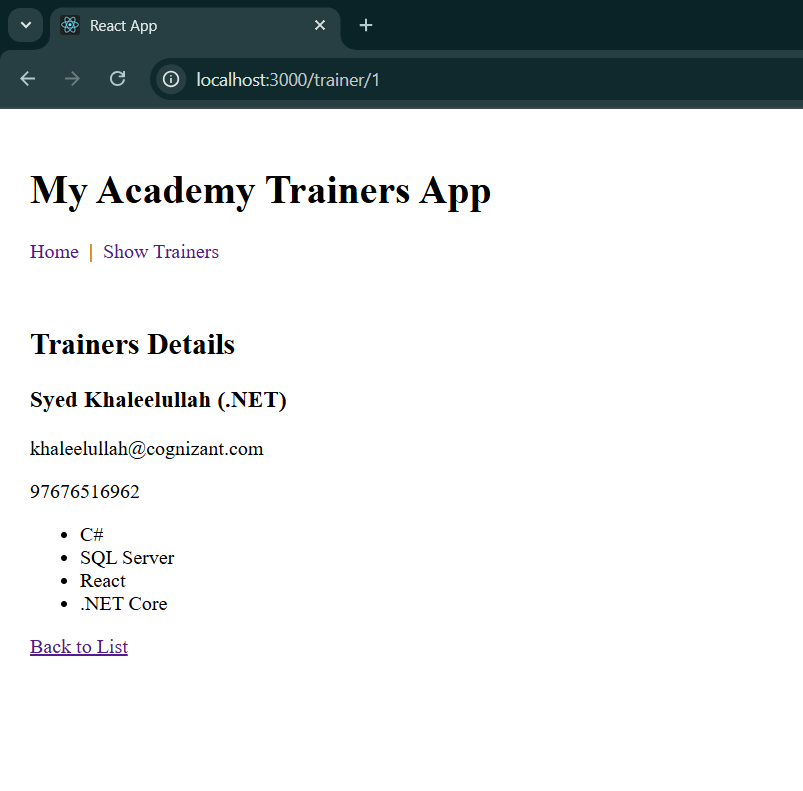 React App
localhost:3000/trainer/1
My Academy Trainers App
Home | Show Trainers
Trainers Details
Syed Khaleelullah (.NET)
khaleelullah@cognizant.com
97676516962
C#
SQL Server
React
.NET Core
Back to List